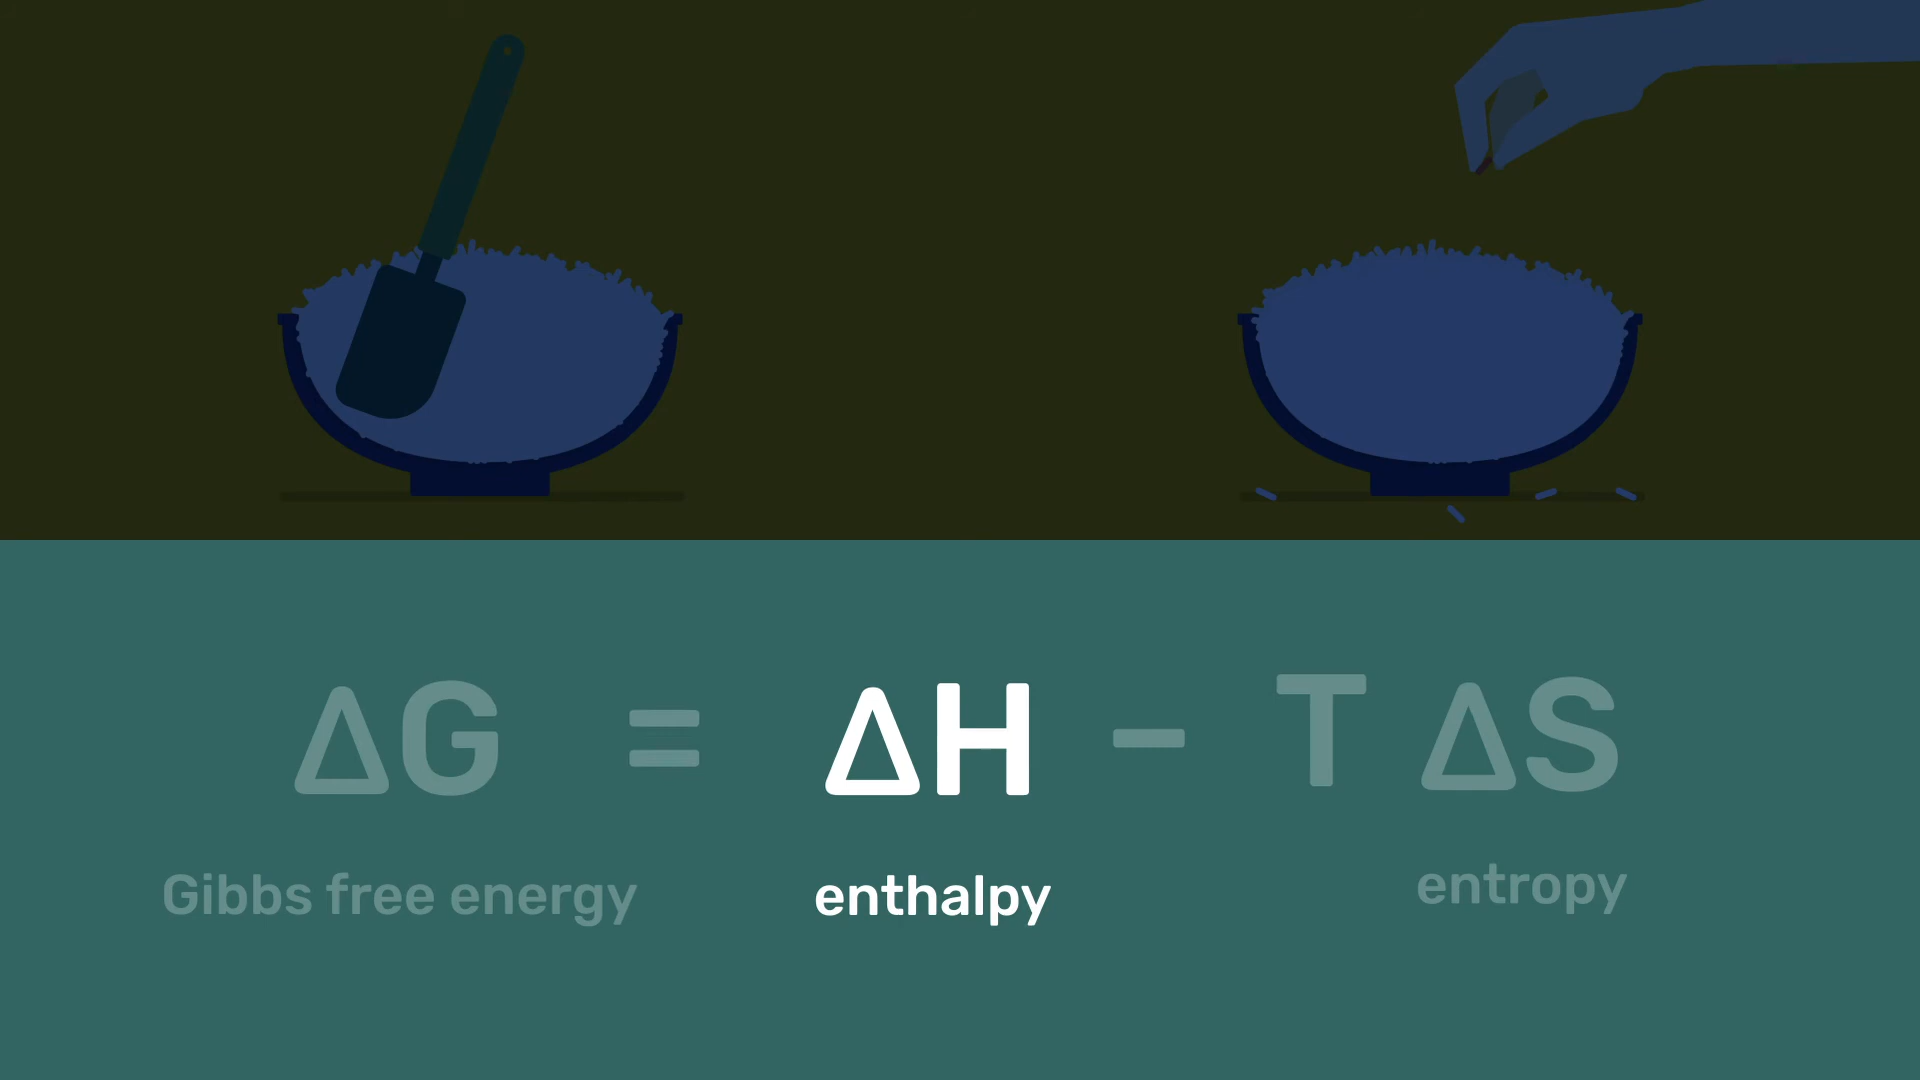 ΔG = ΔH − T ΔS
Gibbs free energy enthalpy entropy